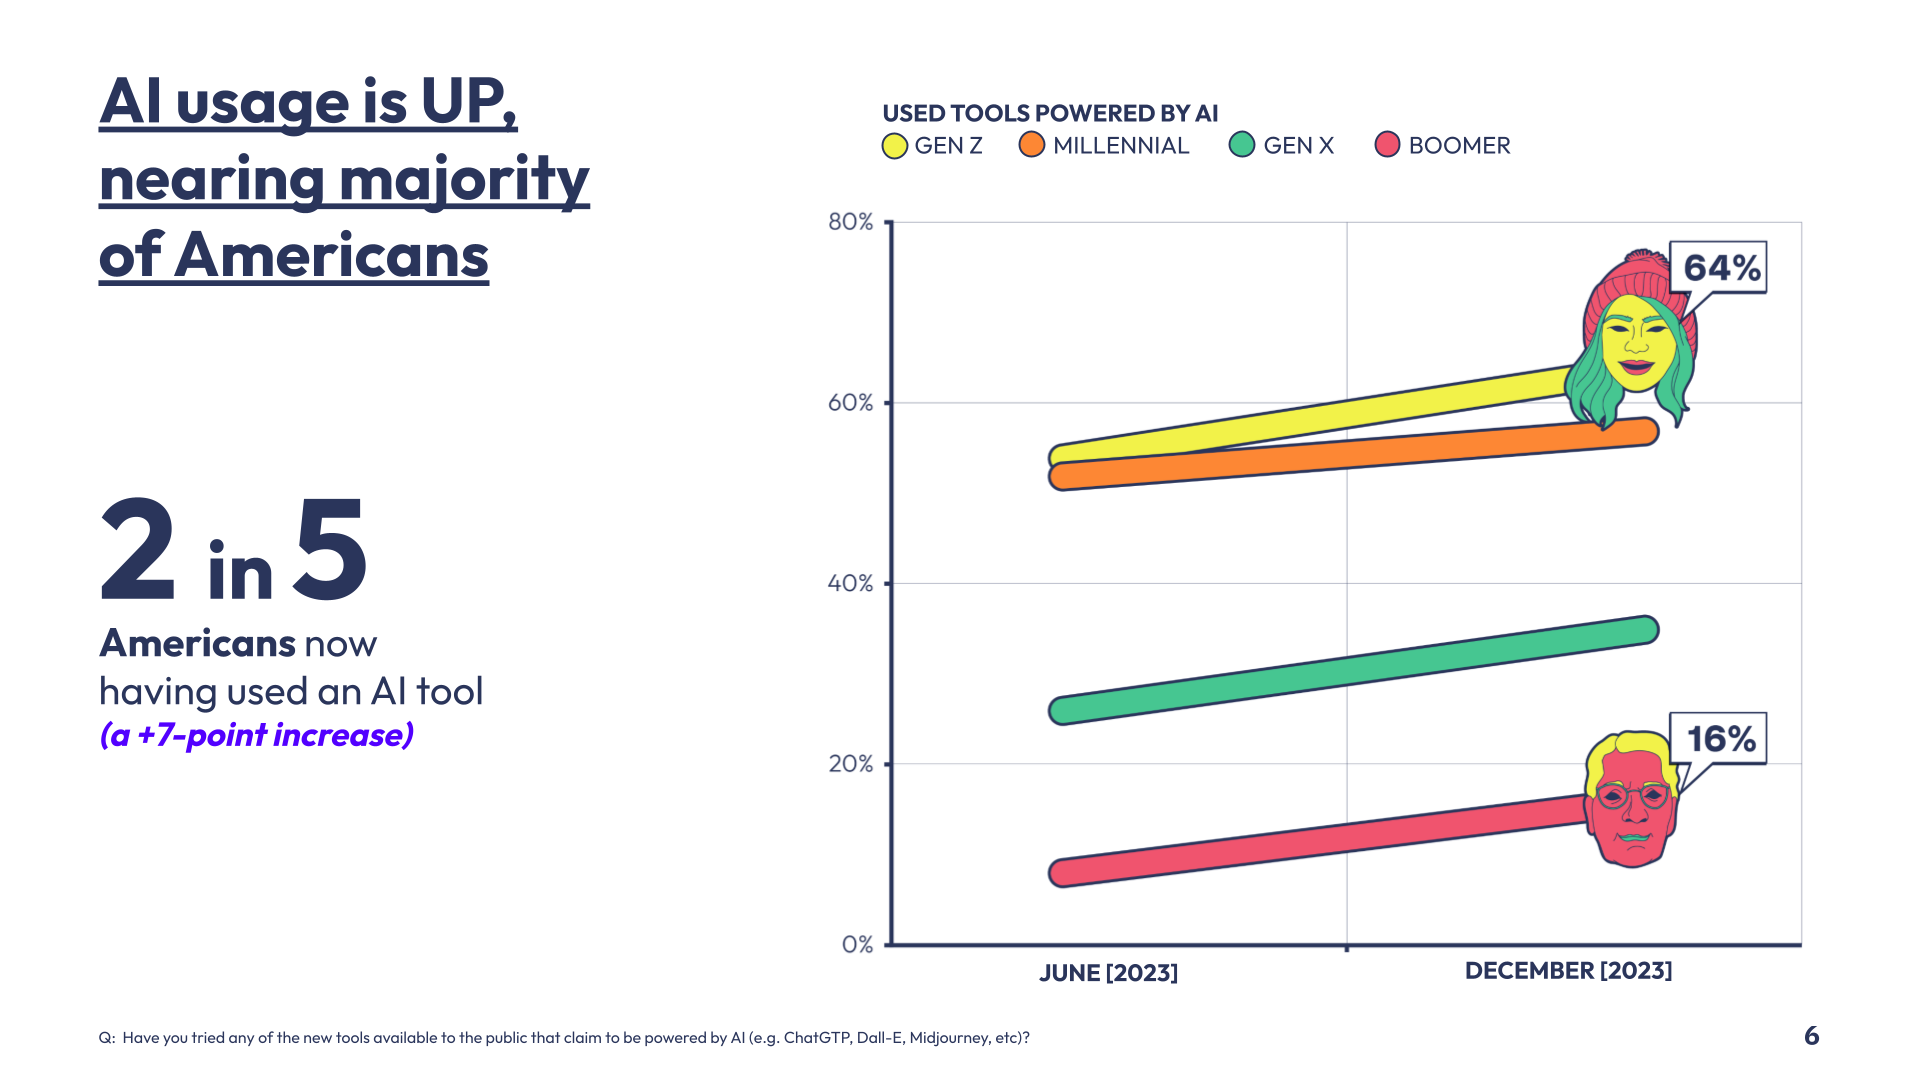 AI usage is UP,
nearing majority
of Americans
2 in 5
Americans now
having used an AI tool
(a +7-point increase)
USED TOOLS POWERED BY AI
GEN Z MILLENNIAL GEN X BOOMER
80%
60%
40%
20%
0%
64%
16%
JUNE [2023] DECEMBER [2023]
Q: Have you tried any of the new tools available to the public that claim to be powered by AI (e.g. ChatGTP, Dall-E, Midjourney, etc)?
6